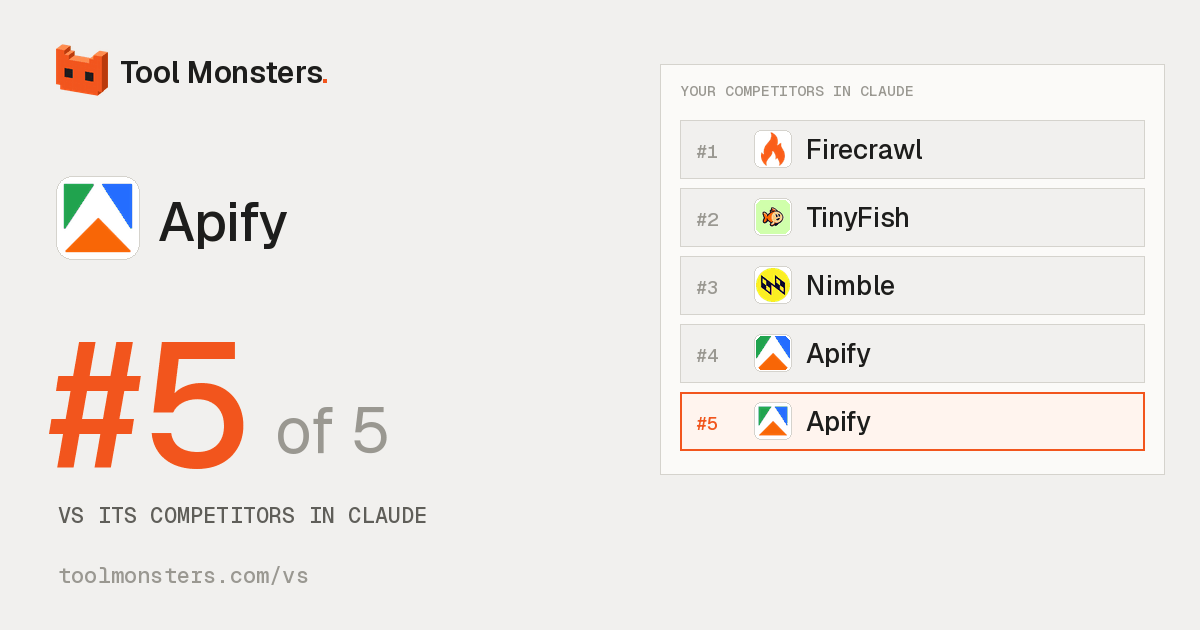 Tool Monsters.
Apify
#5 of 5
VS ITS COMPETITORS IN CLAUDE
toolmonsters.com/vs
YOUR COMPETITORS IN CLAUDE
#1 Firecrawl
#2 TinyFish
#3 Nimble
#4 Apify
#5 Apify